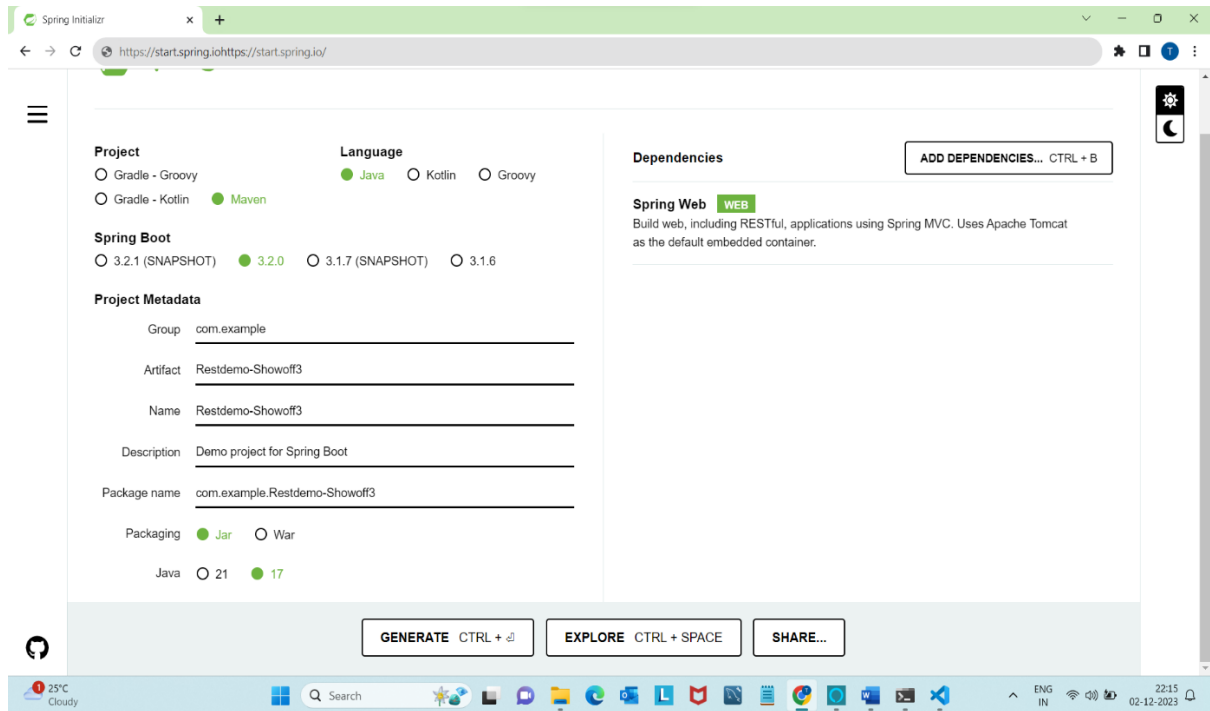 Spring Initializr
https://start.spring.iohttps://start.spring.io/
T
Project
Gradle - Groovy
Gradle - Kotlin Maven
Language
Java Kotlin Groovy
Spring Boot
3.2.1 (SNAPSHOT) 3.2.0 3.1.7 (SNAPSHOT) 3.1.6
Project Metadata
Group com.example
Artifact Restdemo-Showoff3
Name Restdemo-Showoff3
Description Demo project for Spring Boot
Package name com.example.Restdemo-Showoff3
Packaging Jar War
Java 21 17
Dependencies
ADD DEPENDENCIES... CTRL + B
Spring Web WEB
Build web, including RESTful, applications using Spring MVC. Uses Apache Tomcat
as the default embedded container.
GENERATE CTRL + ⏎
EXPLORE CTRL + SPACE
SHARE...
1
25°C
Cloudy
Search
L
ENG
IN
22:15
02-12-2023